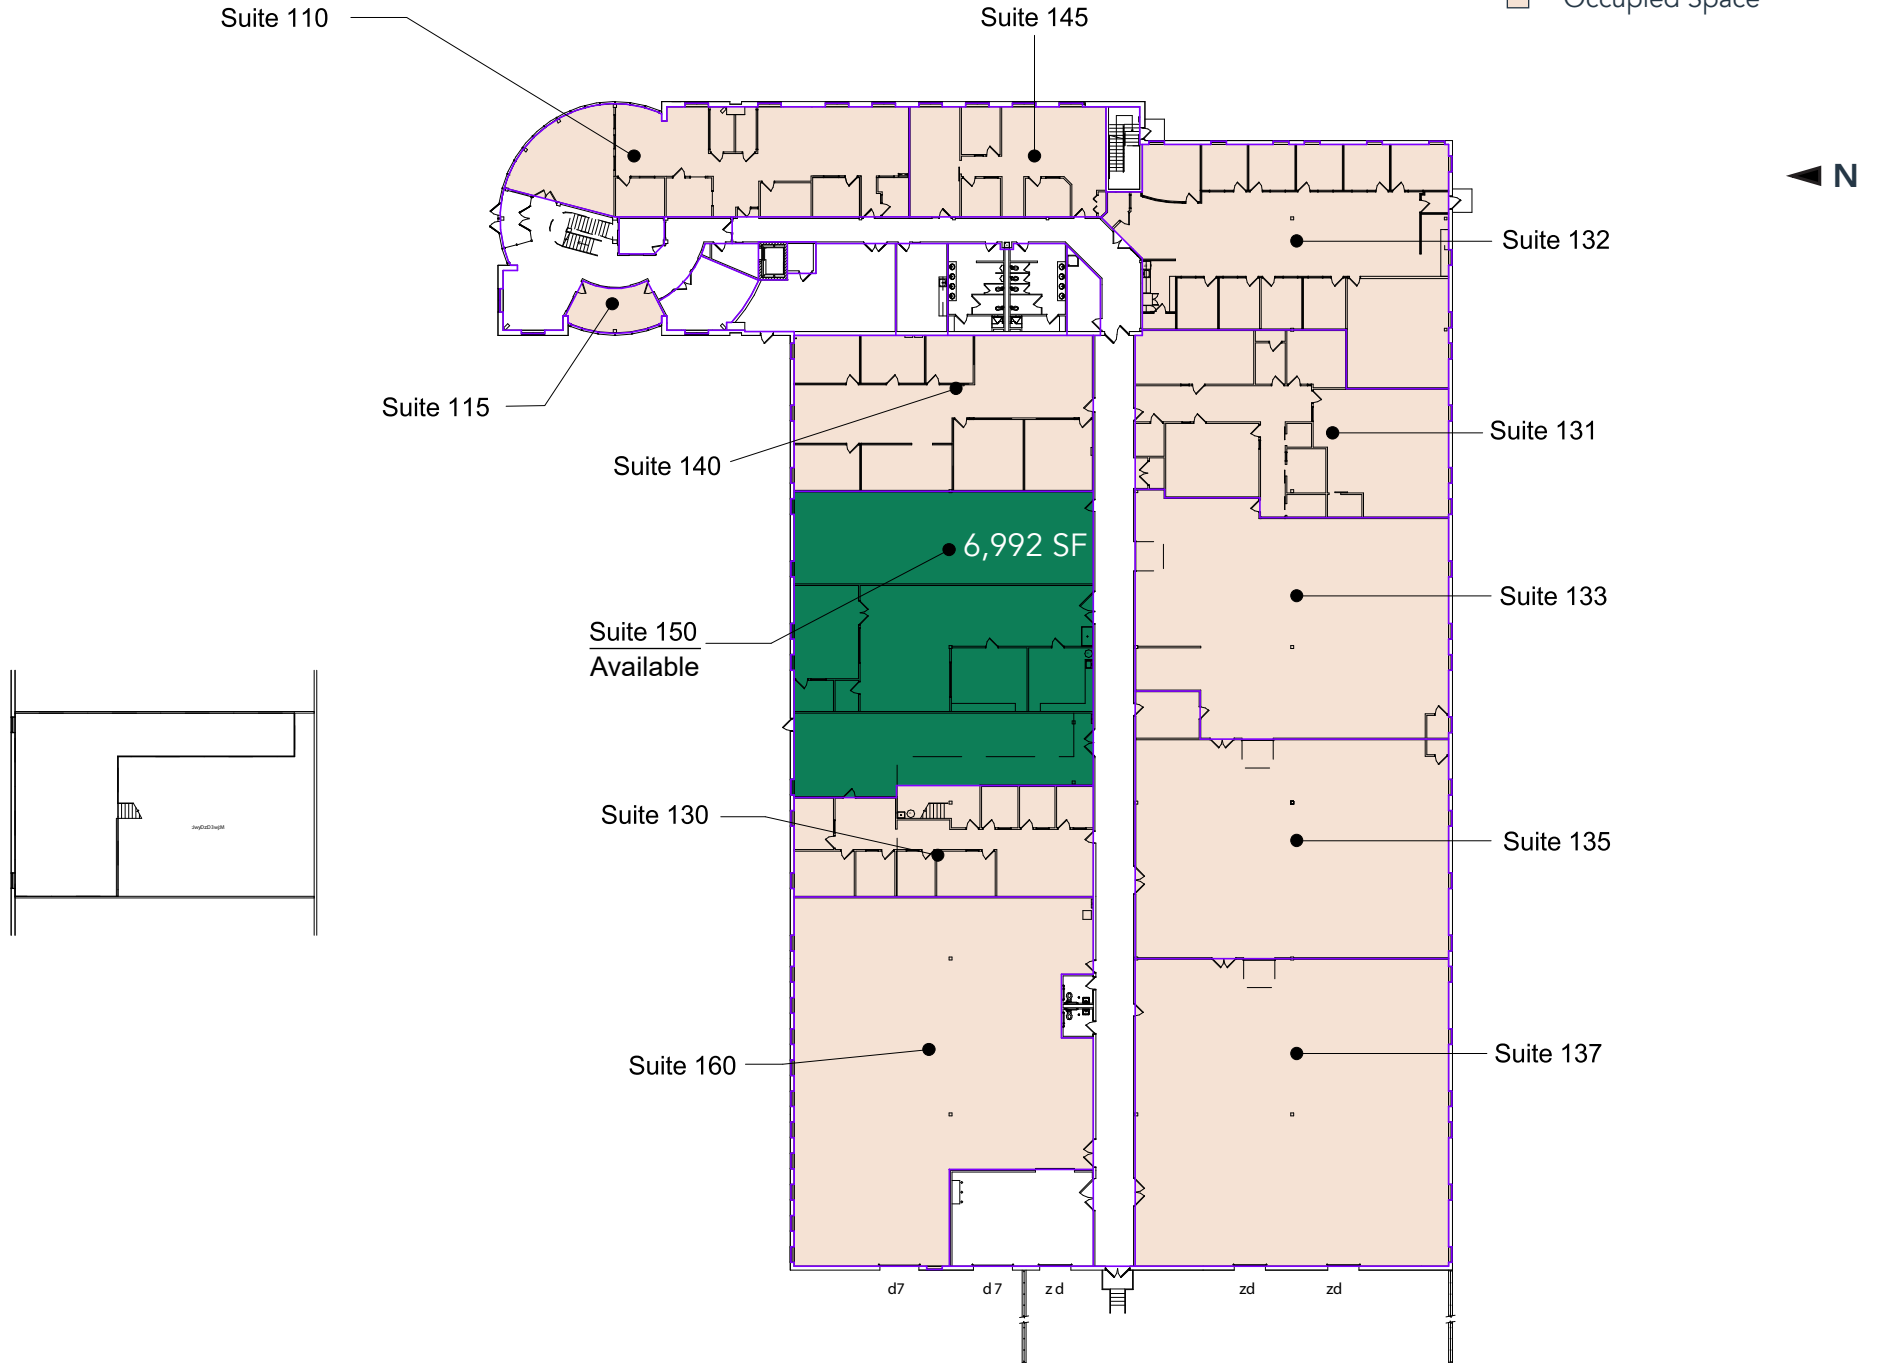 Suite 110
Suite 145
Occupied Space
N
Suite 132
Suite 115
Suite 131
Suite 140
6,992 SF
Suite 133
Suite 150
Available
Suite 130
Suite 135
Suite 160
Suite 137
d7
d7
zd
zd
zd